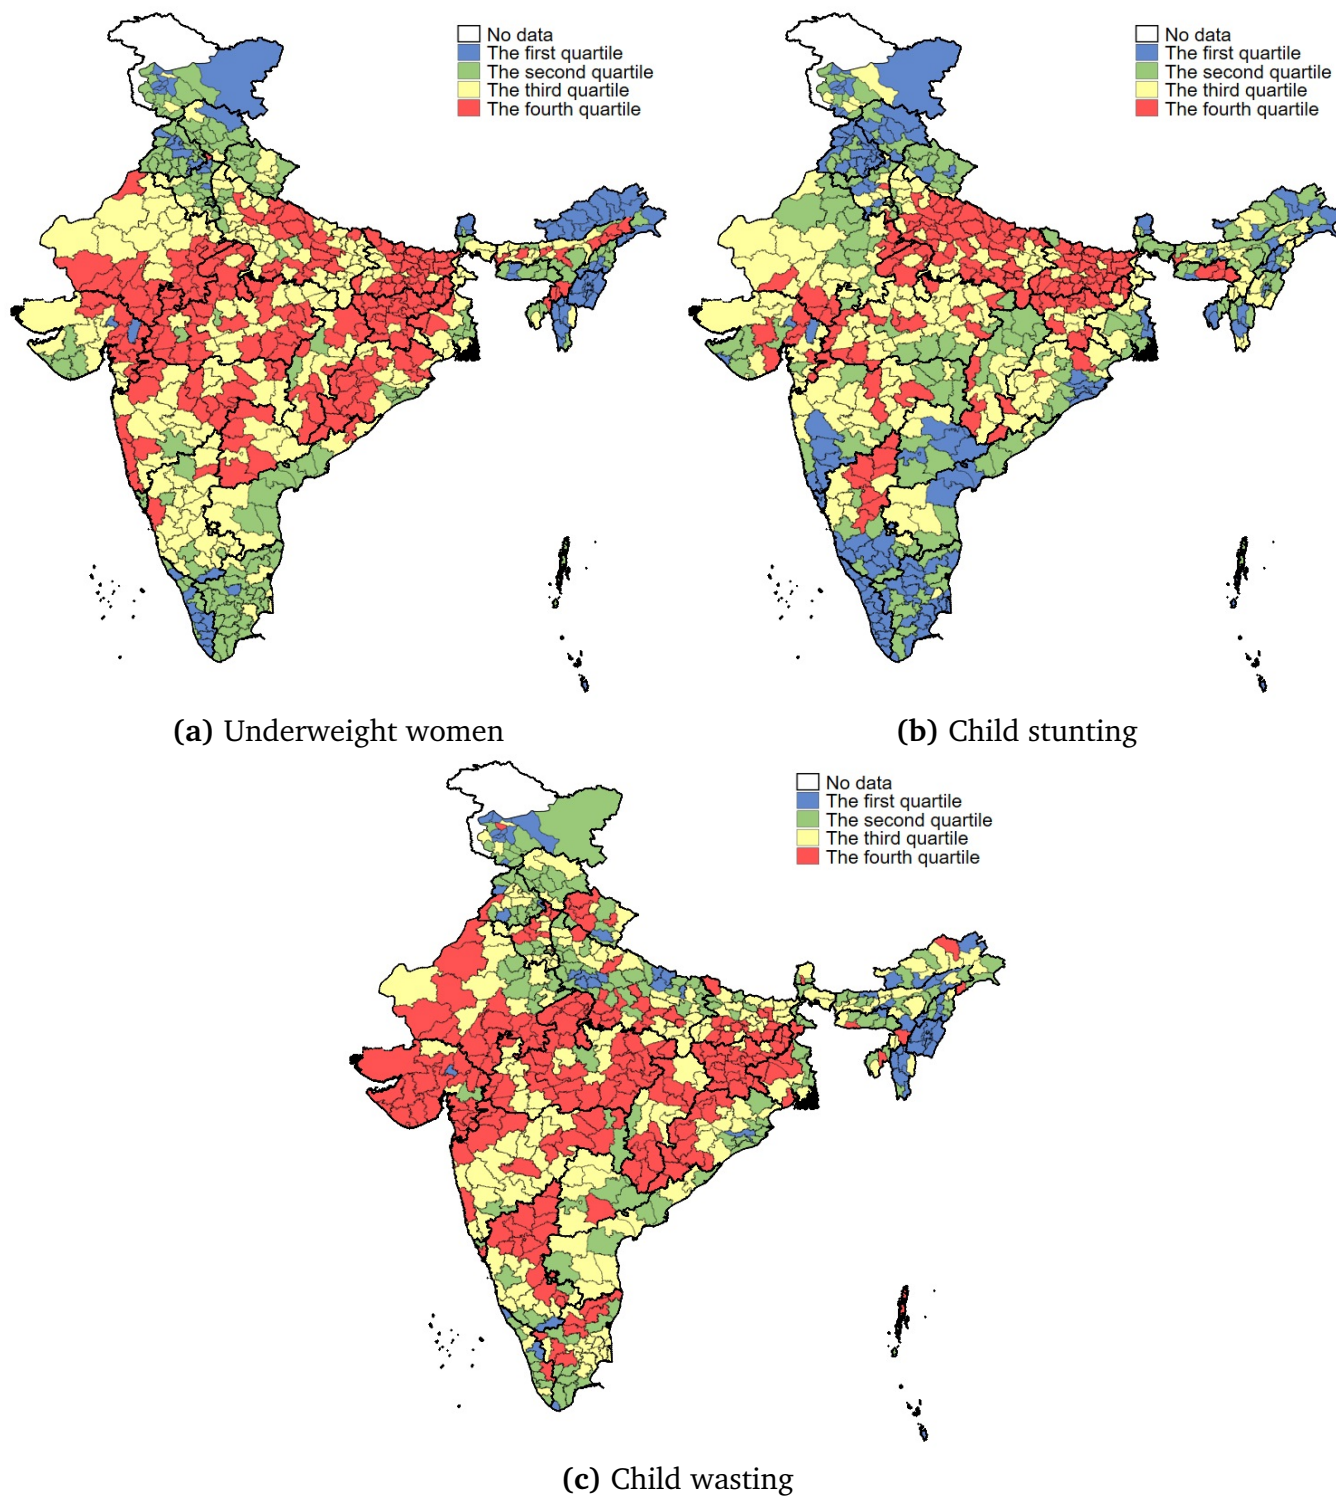 No data
The first quartile
The second quartile
The third quartile
The fourth quartile
No data
The first quartile
The second quartile
The third quartile
The fourth quartile
(a) Underweight women
(b) Child stunting
No data
The first quartile
The second quartile
The third quartile
The fourth quartile
(c) Child wasting